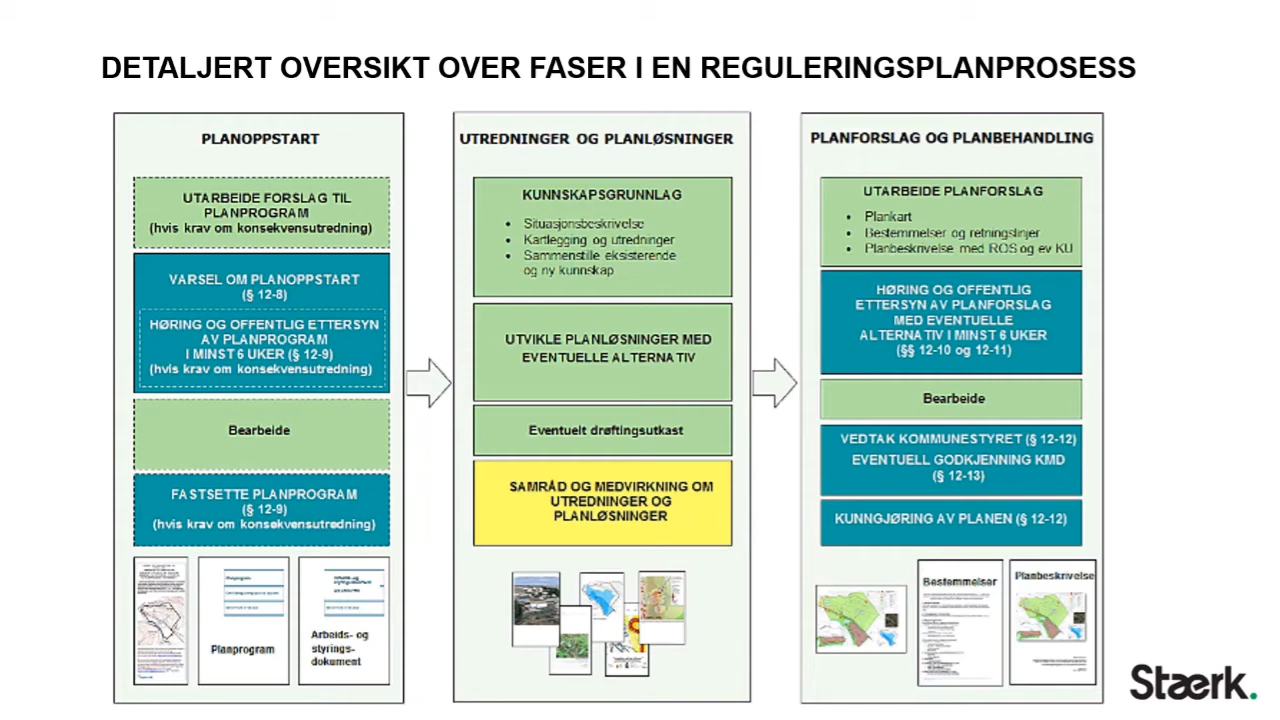 DETALJERT OVERSIKT OVER FASER I EN REGULERINGSPLANPROSESS
PLANOPPSTART
UTARBEIDE FORSLAG TIL
PLANPROGRAM
(hvis krav om konsekvensutredning)
VARSEL OM PLANOPPSTART
(§ 12-8)
HØRING OG OFFENTLIG ETTERSYN
AV PLANPROGRAM
I MINST 6 UKER (§ 12-9)
(hvis krav om konsekvensutredning)
Bearbeide
FASTSETTE PLANPROGRAM
(§ 12-9)
(hvis krav om konsekvensutredning)
Planprogram
Arbeids- og
styrings-
dokument
UTREDNINGER OG PLANLØSNINGER
KUNNSKAPSGRUNNLAG
• Situasjonsbeskrivelse
• Kartlegging og utredninger
• Sammenstille eksisterende
og ny kunnskap
UTVIKLE PLANLØSNINGER MED
EVENTUELLE ALTERNATIV
Eventuelt drøftingsutkast
SAMRÅD OG MEDVIRKNING OM
UTREDNINGER OG
PLANLØSNINGER
PLANFORSLAG OG PLANBEHANDLING
UTARBEIDE PLANFORSLAG
• Plankart
• Bestemmelser og retningslinjer
• Planbeskrivelse med ROS og ev KU
HØRING OG OFFENTLIG
ETTERSYN AV PLANFORSLAG
MED EVENTUELLE
ALTERNATIV I MINST 6 UKER
(§§ 12-10 og 12-11)
Bearbeide
VEDTAK KOMMUNESTYRET (§ 12-12)
EVENTUELL GODKJENNING KMD
(§ 12-13)
KUNNGJØRING AV PLANEN (§ 12-12)
Bestemmelser
Planbeskrivelse
Stærk.